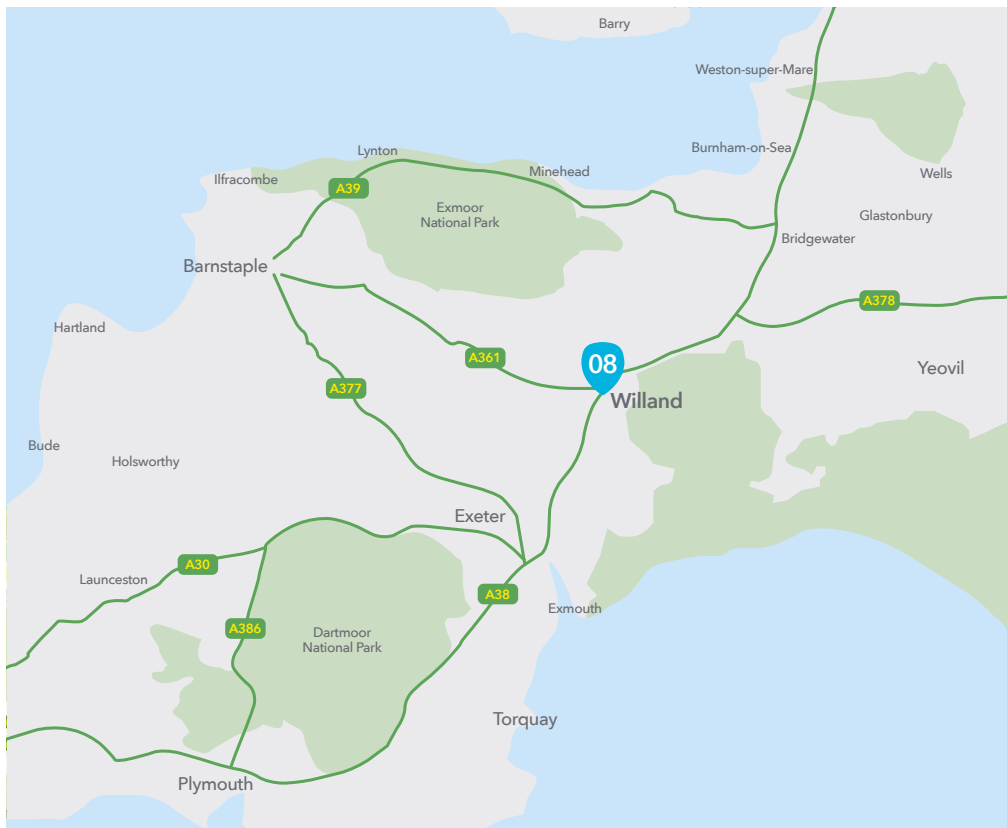 Barry
Weston-super-Mare
Burnham-on-Sea
Lynton
Minehead
Wells
Ilfracombe
A39
Exmoor
National Park
Glastonbury
Bridgewater
Barnstaple
A378
Hartland
A361
08
Yeovil
A377
Willand
Bude
Holsworthy
Exeter
A30
Launceston
A38
Exmouth
A386
Dartmoor
National Park
Torquay
Plymouth